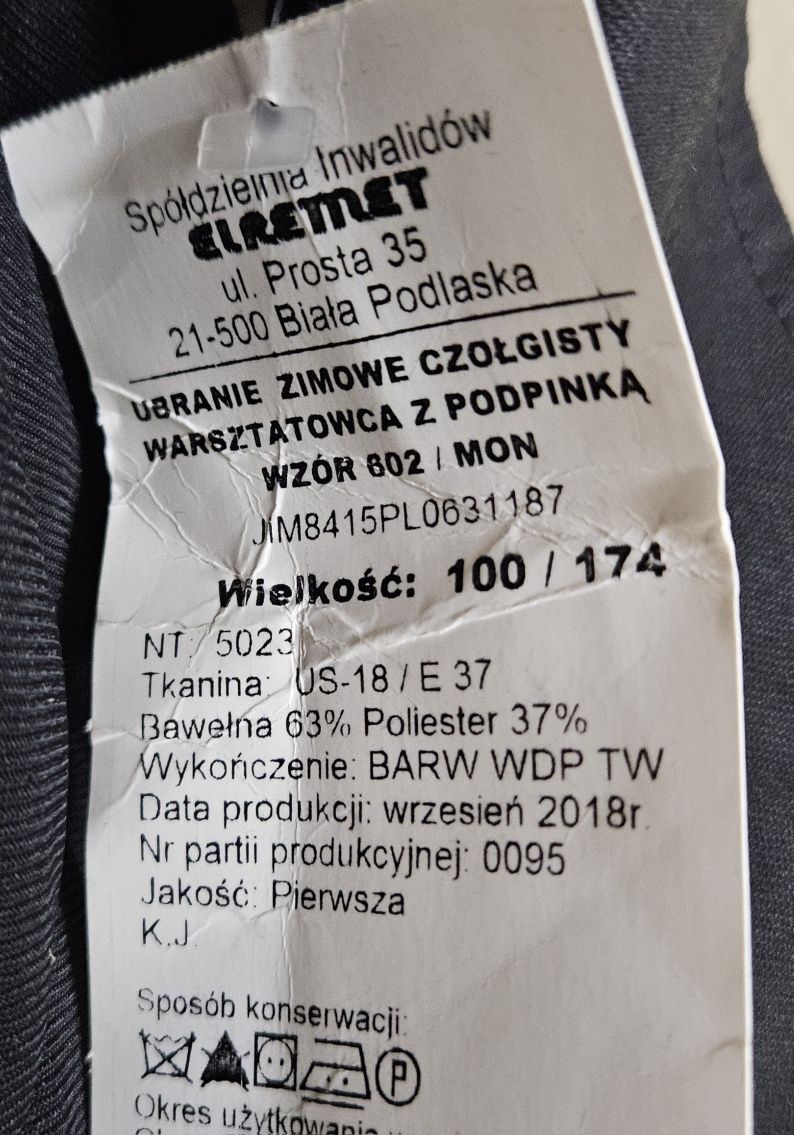 Spółdzielnia Inwalidów
ELREMET
ul. Prosta 35
21-500 Biała Podlaska
UBRANIE ZIMOWE CZOŁGISTY
WARSZTATOWCA Z PODPINKĄ
WZÓR 602 / MON
JIM8415PL0631187
Wielkość: 100 / 174
NT: 5023
Tkanina: US-18 / E 37
Bawełna 63% Poliester 37%
Wykończenie: BARW WDP TW
Data produkcji: wrzesień 2018r.
Nr partii produkcyjnej: 0095
Jakość: Pierwsza
K.J.
Sposób konserwacji:
P
Okres użytkowania